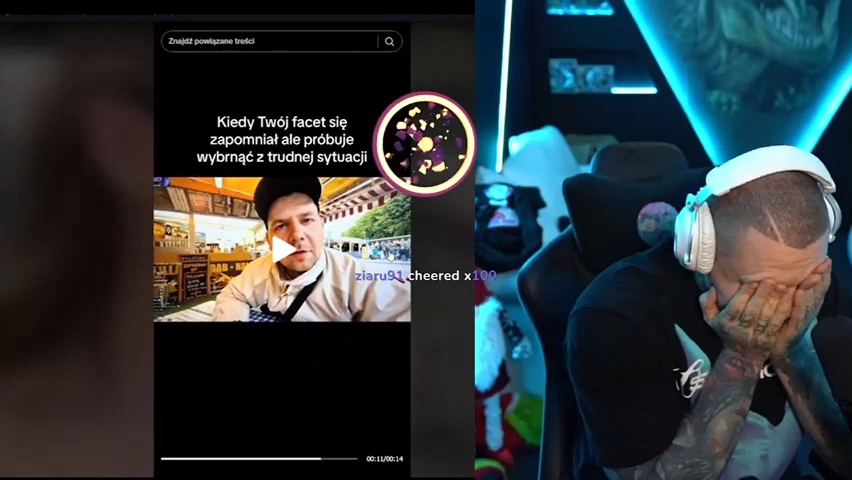 Znajdź powiązane treści
Kiedy Twój facet się
zapomniał ale próbuje
wybrnąć z trudnej sytuacji
ziaru91 cheered x100
00:11/00:14